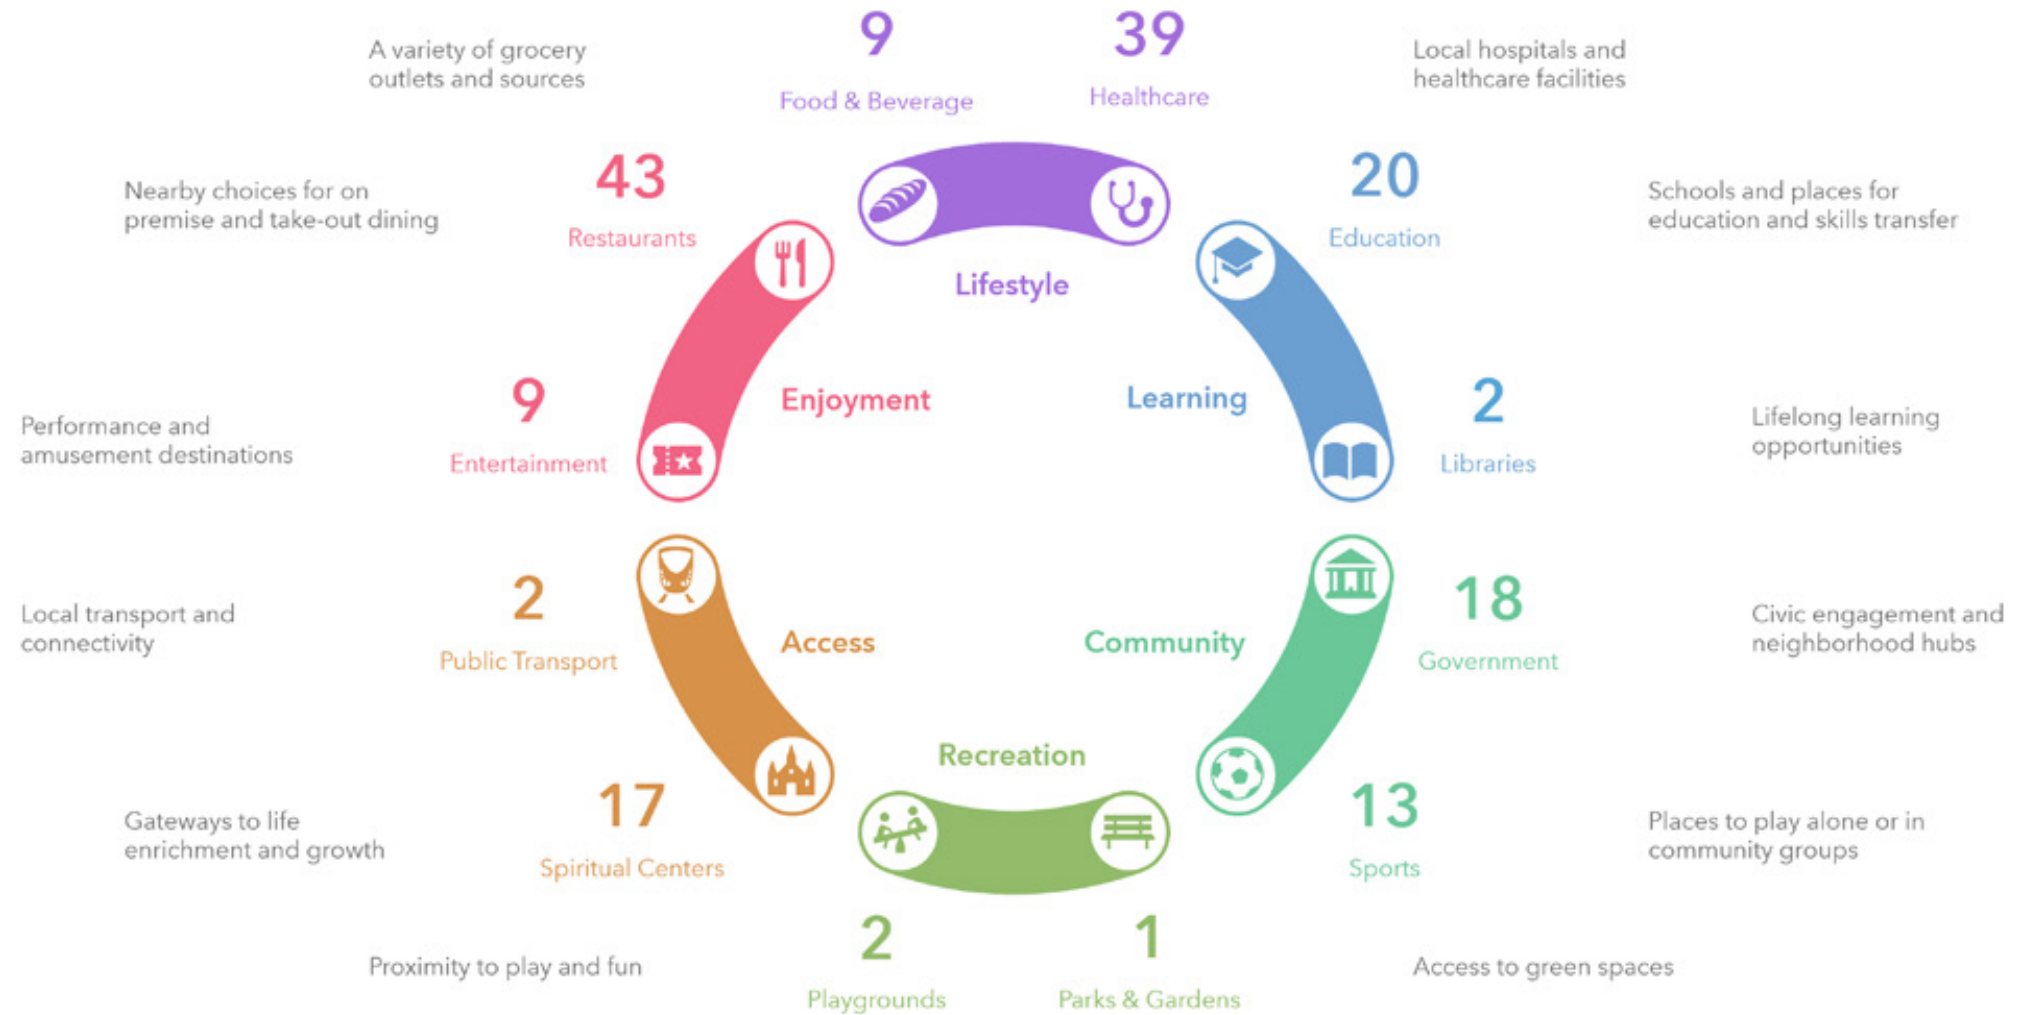 9
39
A variety of grocery
outlets and sources
Food & Beverage
Healthcare
Local hospitals and
healthcare facilities
Nearby choices for on
premise and take-out dining
43
Restaurants
20
Education
Schools and places for
education and skills transfer
Lifestyle
Performance and
amusement destinations
9
Entertainment
Enjoyment
Learning
2
Libraries
Lifelong learning
opportunities
Local transport and
connectivity
2
Public Transport
Access
Community
18
Government
Civic engagement and
neighborhood hubs
Recreation
Gateways to life
enrichment and growth
17
Spiritual Centers
13
Sports
Places to play alone or in
community groups
Proximity to play and fun
2
Playgrounds
1
Parks & Gardens
Access to green spaces